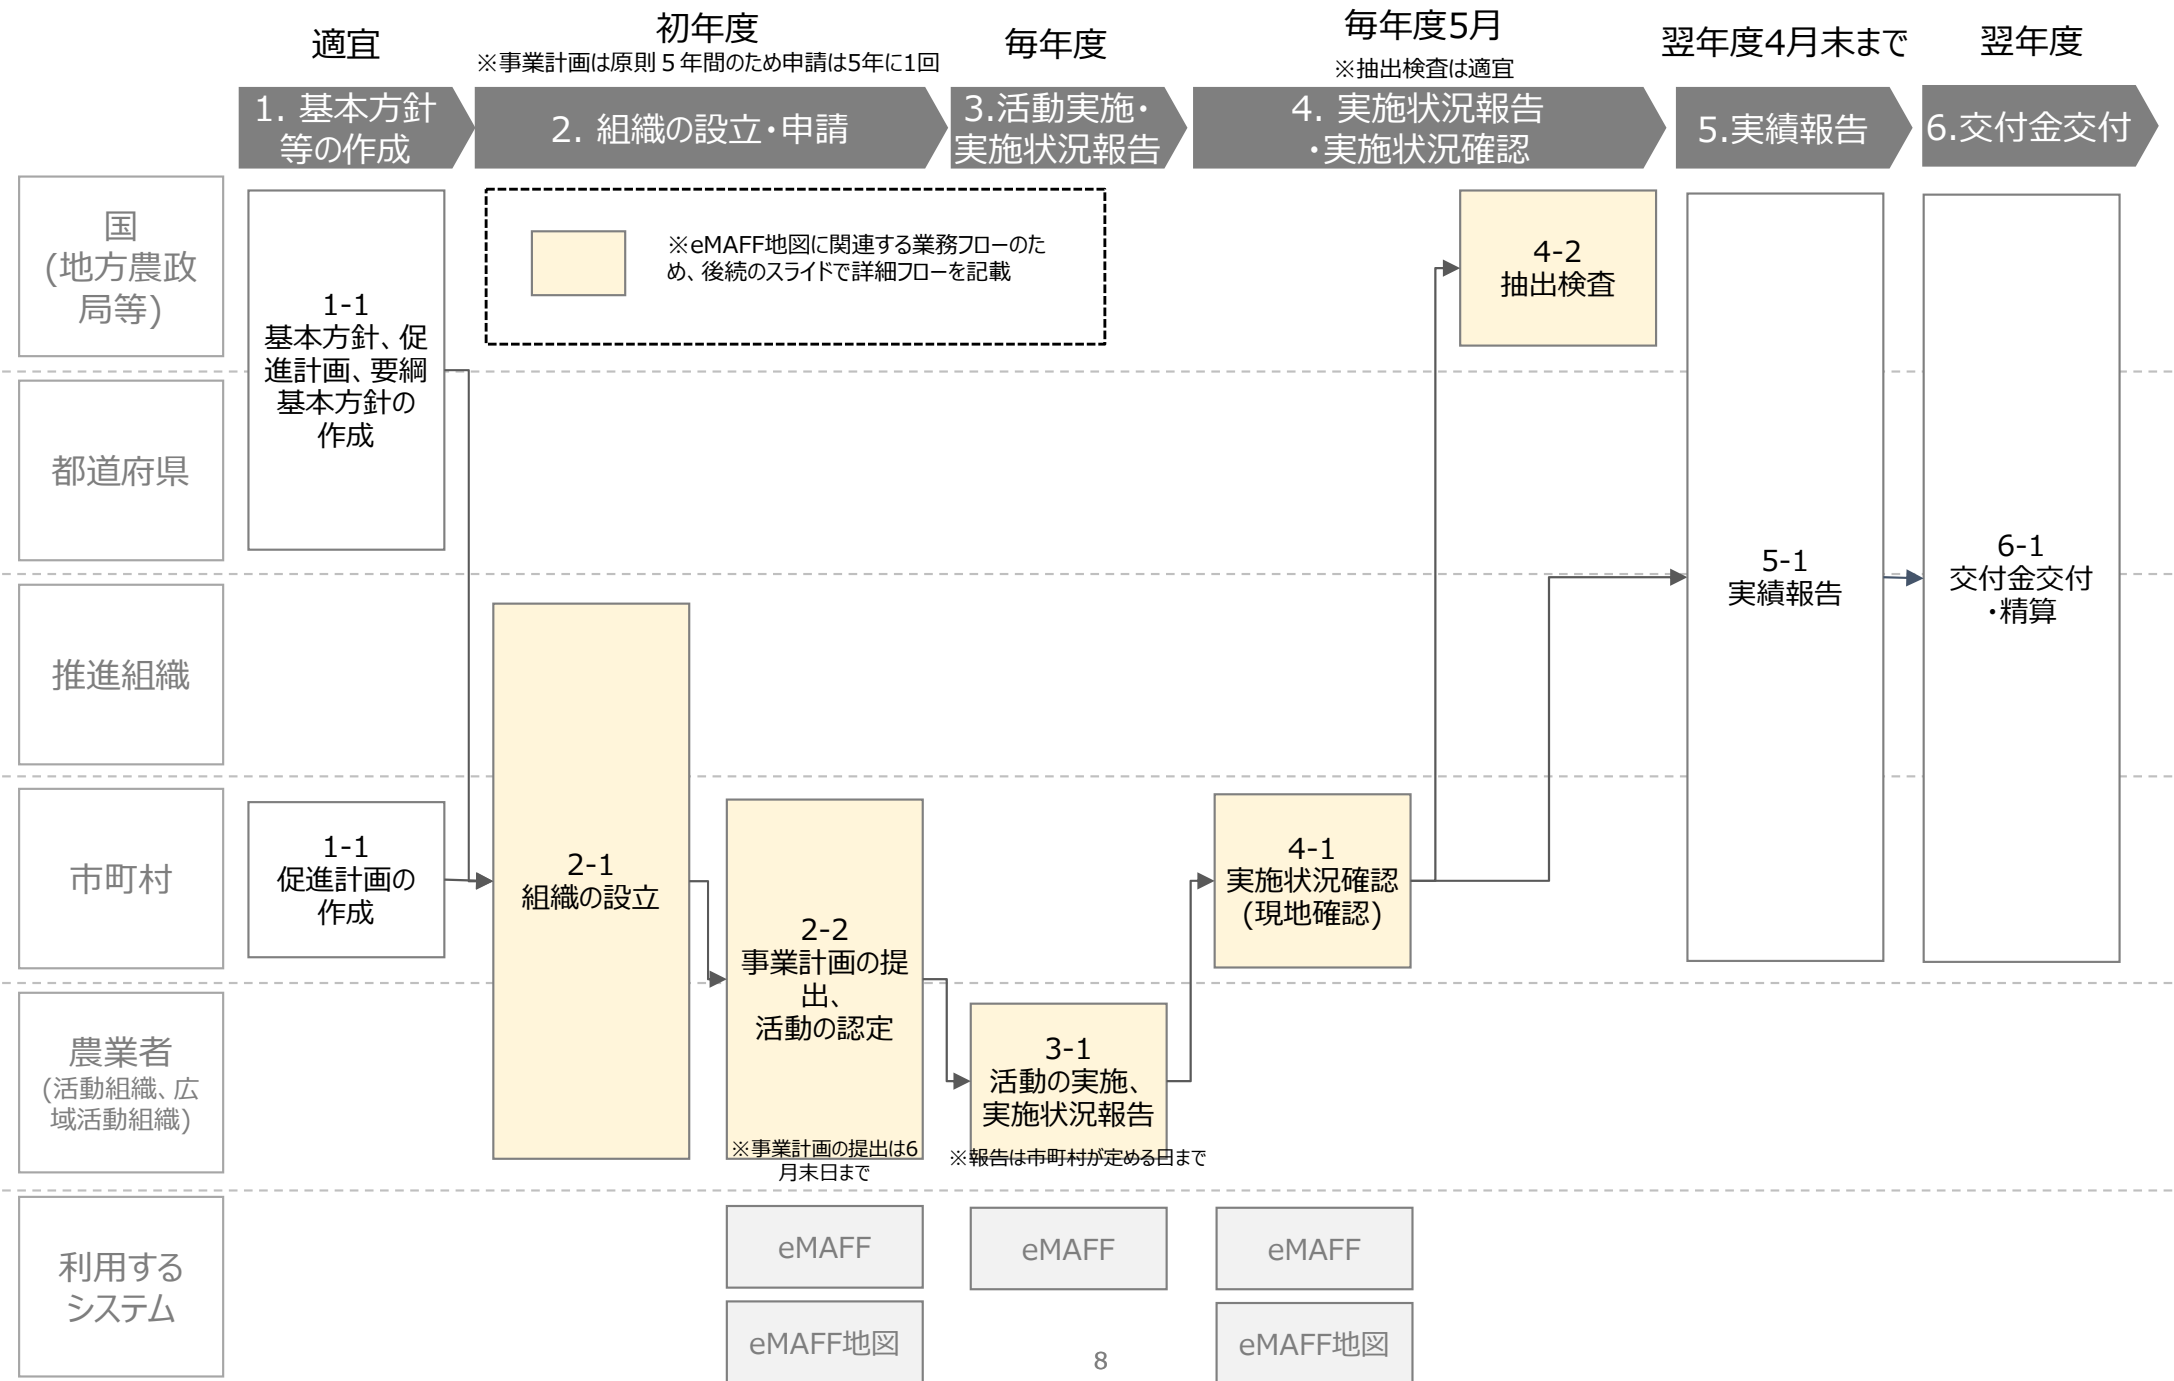 適宜
初年度
※事業計画は原則５年間のため申請は5年に1回
毎年度
毎年度5月
※抽出検査は適宜
翌年度4月末まで
翌年度
1. 基本方針
等の作成
2. 組織の設立・申請
3.活動実施・
実施状況報告
4. 実施状況報告
・実施状況確認
5.実績報告
6.交付金交付
国
(地方農政
局等)
1-1
基本方針、促
進計画、要綱
基本方針の
作成
※eMAFF地図に関連する業務フローのた
め、後続のスライドで詳細フローを記載
4-2
抽出検査
都道府県
5-1
実績報告
6-1
交付金交付
・精算
推進組織
市町村
1-1
促進計画の
作成
2-1
組織の設立
2-2
事業計画の提
出、
活動の認定
※事業計画の提出は6
月末日まで
4-1
実施状況確認
(現地確認)
農業者
(活動組織、広
域活動組織)
3-1
活動の実施、
実施状況報告
※報告は市町村が定める日まで
利用する
システム
eMAFF
eMAFF
eMAFF
eMAFF地図
eMAFF地図
8